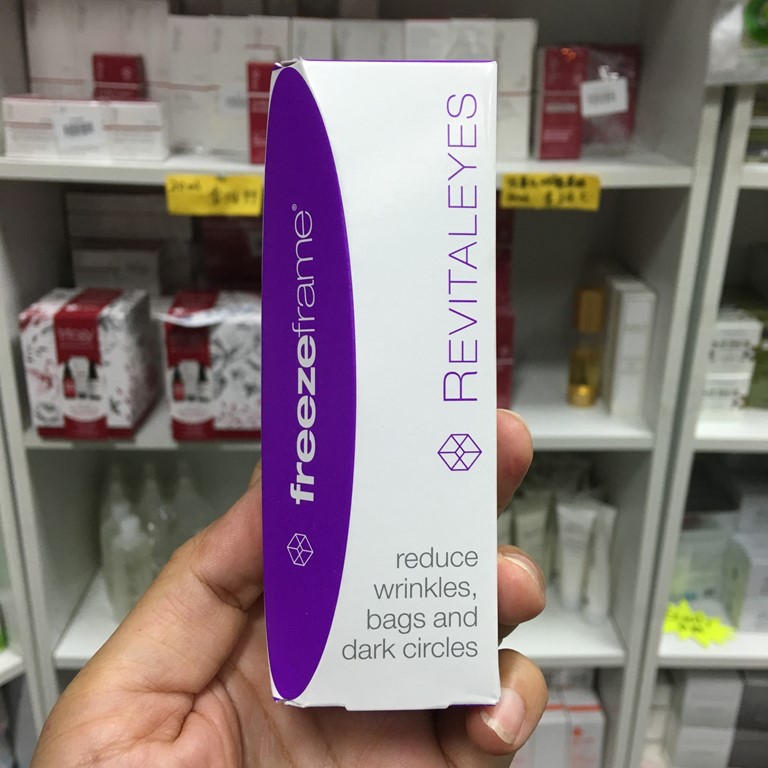 freezeframe®
REVITALEYES
reduce
wrinkles,
bags and
dark circles